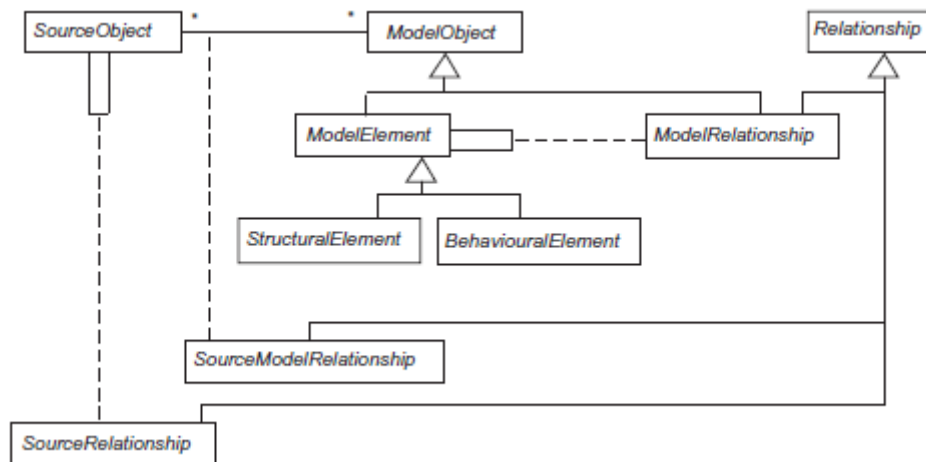 * *
SourceObject ModelObject Relationship
ModelElement ModelRelationship
StructuralElement BehaviouralElement
SourceModelRelationship
SourceRelationship